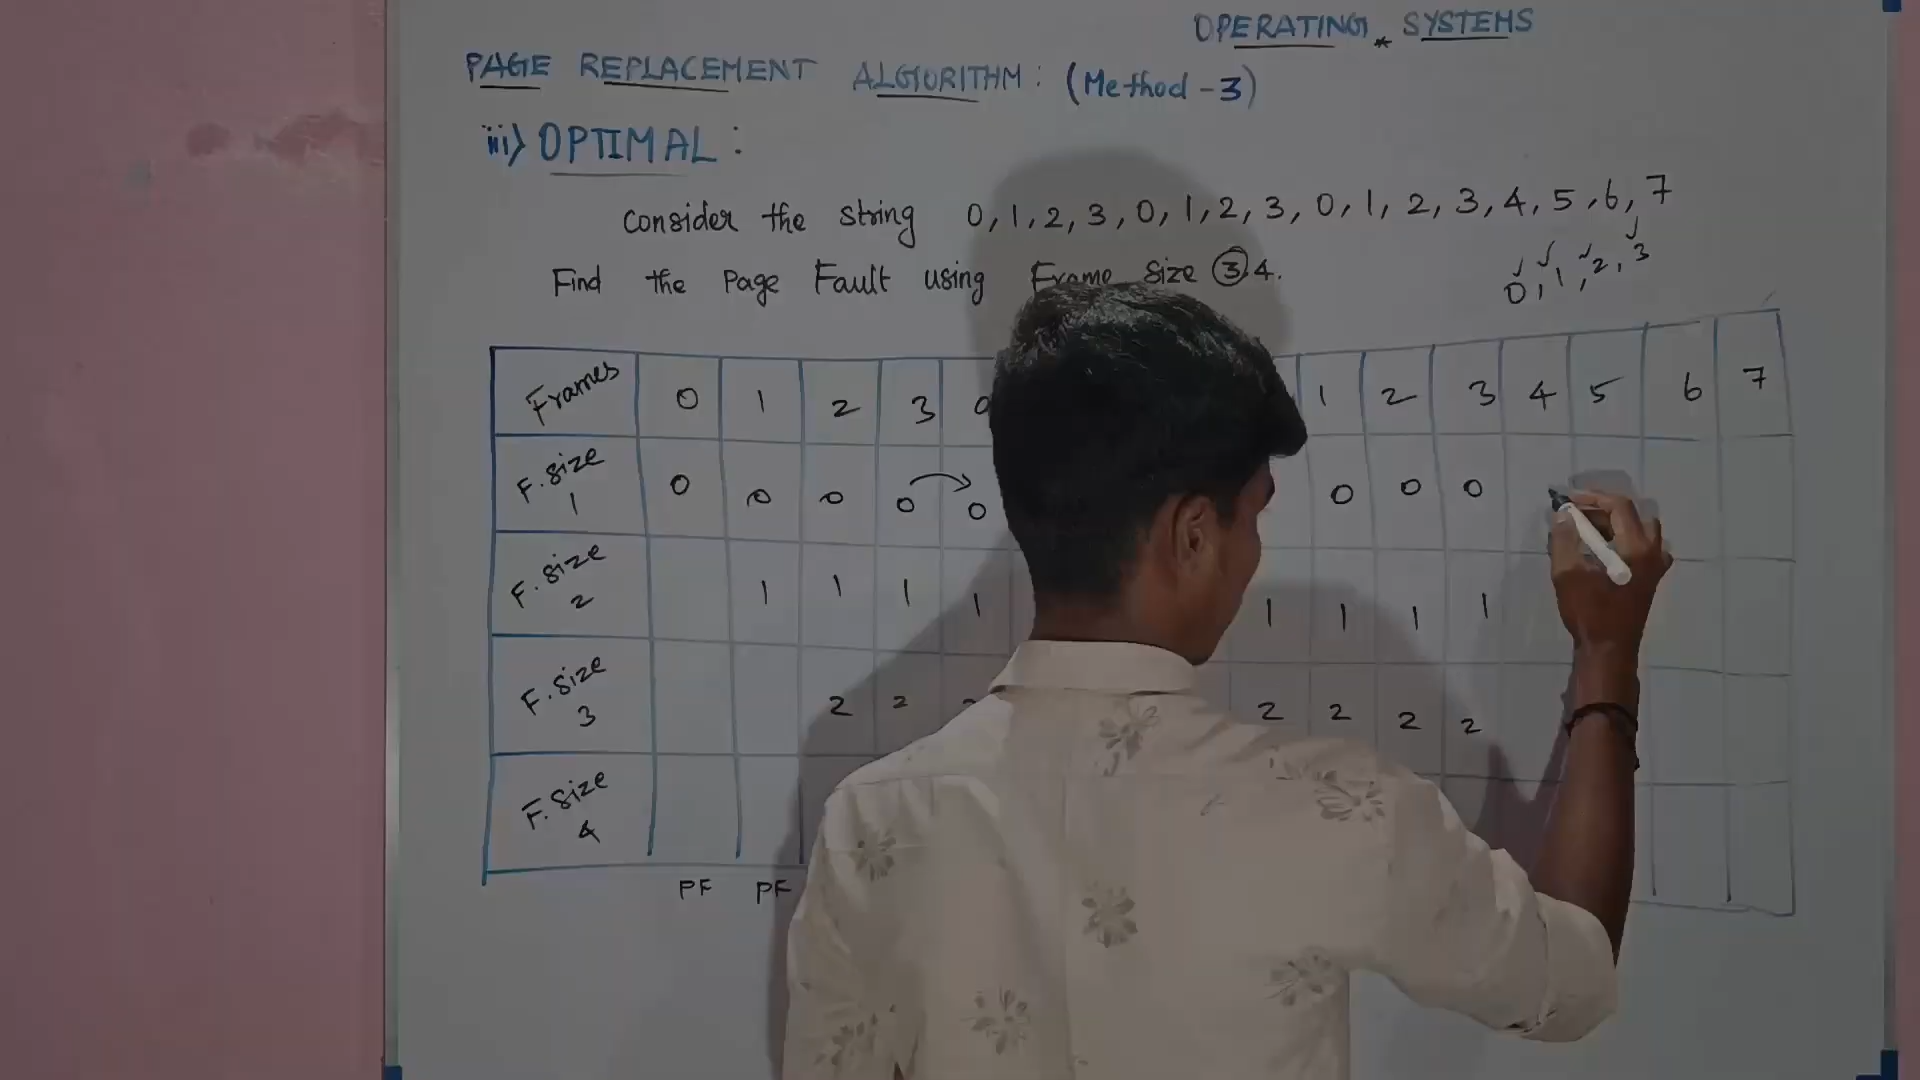 OPERATING SYSTEMS
PAGE REPLACEMENT ALGORITHM: (Method-3)
iii) OPTIMAL:
Consider the string 0, 1, 2, 3, 0, 1, 2, 3, 0, 1, 2, 3, 4, 5, 6, 7
Find the Page Fault using Frame Size 3 4.
0, 1, 2, 3
Frames 0 1 2 3 0 1 2 3 4 5 6 7
F. size 1 0 0 0 0 0 0 0 0
F. size 2 1 1 1 1 1 1 1 1
F. size 3 2 2 2 2 2 2
F. size 4
PF PF